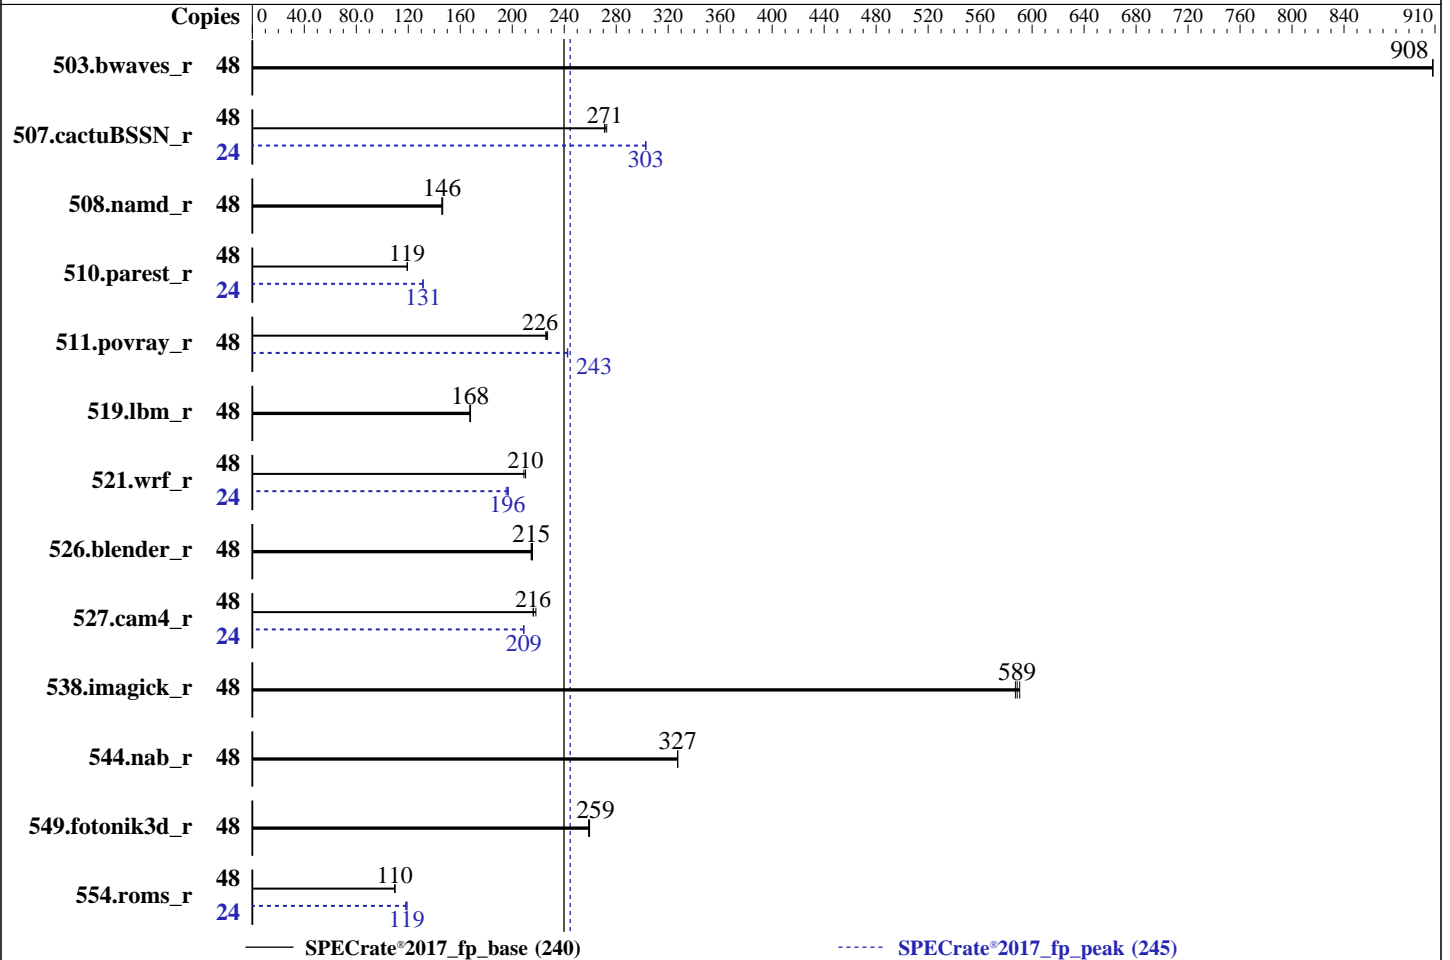 Copies 0 40.0 80.0 120 160 200 240 280 320 360 400 440 480 520 560 600 640 680 720 760 800 840 910
503.bwaves_r 48 908
507.cactuBSSN_r 48 271
24 303
508.namd_r 48 146
510.parest_r 48 119
24 131
511.povray_r 48 226
243
519.lbm_r 48 168
521.wrf_r 48 210
24 196
526.blender_r 48 215
527.cam4_r 48 216
24 209
538.imagick_r 48 589
544.nab_r 48 327
549.fotonik3d_r 48 259
554.roms_r 48 110
24 119
SPECrate®2017_fp_base (240) SPECrate®2017_fp_peak (245)